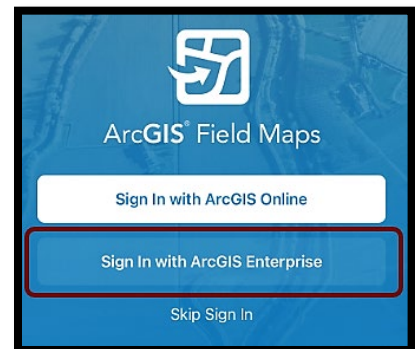 ArcGIS® Field Maps
Sign In with ArcGIS Online
Sign In with ArcGIS Enterprise
Skip Sign In